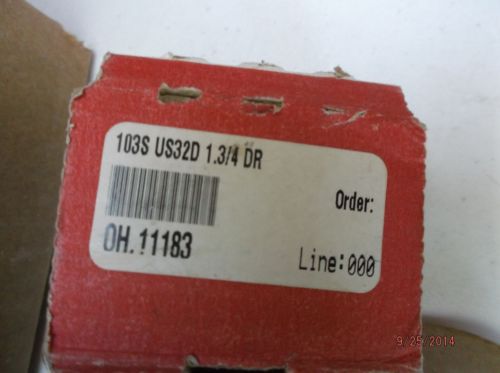 103S US32D 1.3/4 DR
Order:
OH.11183
Line:000
9/25/2014